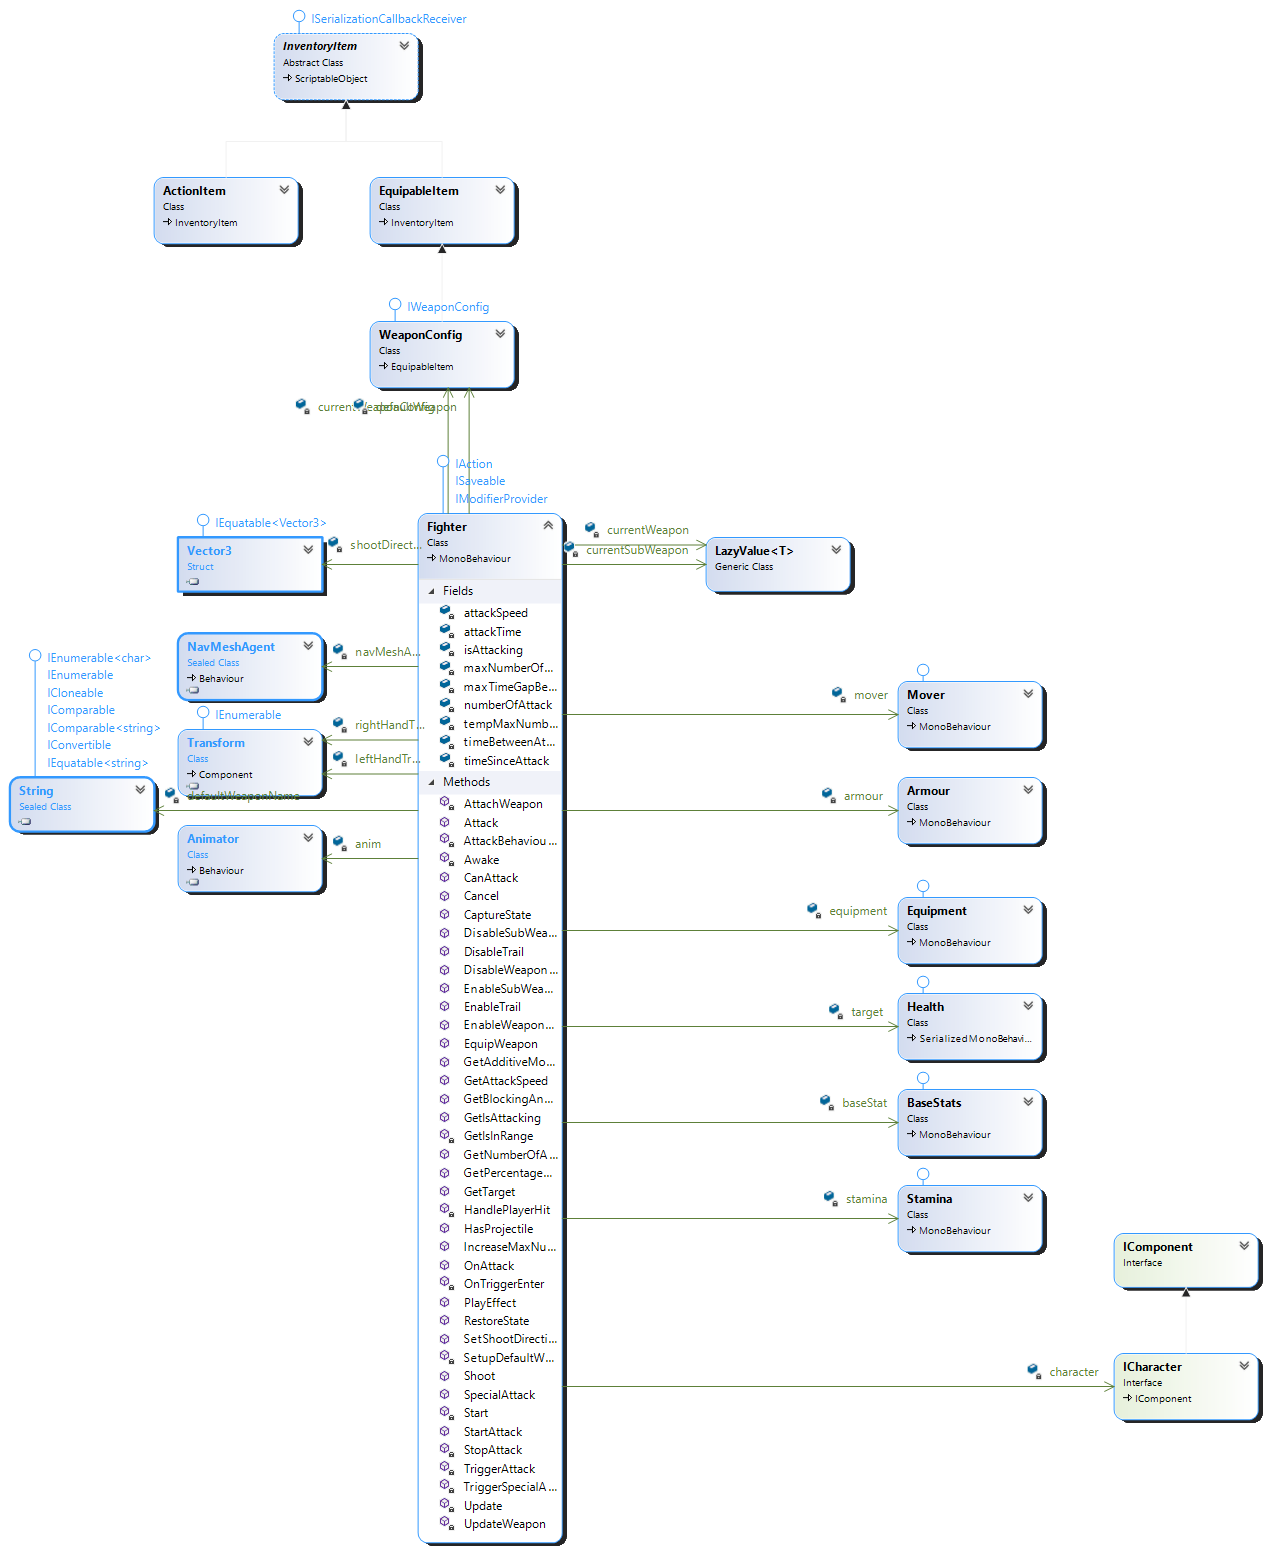 ISerializationCallbackReceiver
InventoryItem
Abstract Class
ScriptableObject
ActionItem
Class
InventoryItem
EquipableItem
Class
InventoryItem
IWeaponConfig
WeaponConfig
Class
EquipableItem
currentWeaponConfig
defaultWeapon
IAction
ISaveable
IModifierProvider
Fighter
Class
MonoBehaviour
Fields
attackSpeed
attackTime
isAttacking
maxNumberOf...
maxTimeGapBe...
numberOfAttack
tempMaxNumb...
timeBetweenAt...
timeSinceAttack
Methods
AttachWeapon
Attack
AttackBehaviou...
Awake
CanAttack
Cancel
CaptureState
DisableSubWea...
DisableTrail
DisableWeapon...
EnableSubWea...
EnableTrail
EnableWeapon...
EquipWeapon
GetAdditiveMo...
GetAttackSpeed
GetBlockingAn...
GetIsAttacking
GetIsInRange
GetNumberOfA...
GetPercentage...
GetTarget
HandlePlayerHit
HasProjectile
IncreaseMaxNu...
OnAttack
OnTriggerEnter
PlayEffect
RestoreState
SetShootDirecti...
SetupDefaultW...
Shoot
SpecialAttack
Start
StartAttack
StopAttack
TriggerAttack
TriggerSpecialA...
Update
UpdateWeapon
IEquatable<Vector3>
Vector3
Struct
shootDirect...
NavMeshAgent
Sealed Class
Behaviour
navMeshA...
IEnumerable
Transform
Class
Component
rightHandT...
leftHandTr...
IEnumerable<char>
IEnumerable
ICloneable
IComparable
IComparable<string>
IConvertible
IEquatable<string>
String
Sealed Class
defaultWeaponName
Animator
Class
Behaviour
anim
currentWeapon
currentSubWeapon
LazyValue<T>
Generic Class
mover
Mover
Class
MonoBehaviour
armour
Armour
Class
MonoBehaviour
equipment
Equipment
Class
MonoBehaviour
target
Health
Class
SerializedMonoBehavi...
baseStat
BaseStats
Class
MonoBehaviour
stamina
Stamina
Class
MonoBehaviour
IComponent
Interface
character
ICharacter
Interface
IComponent